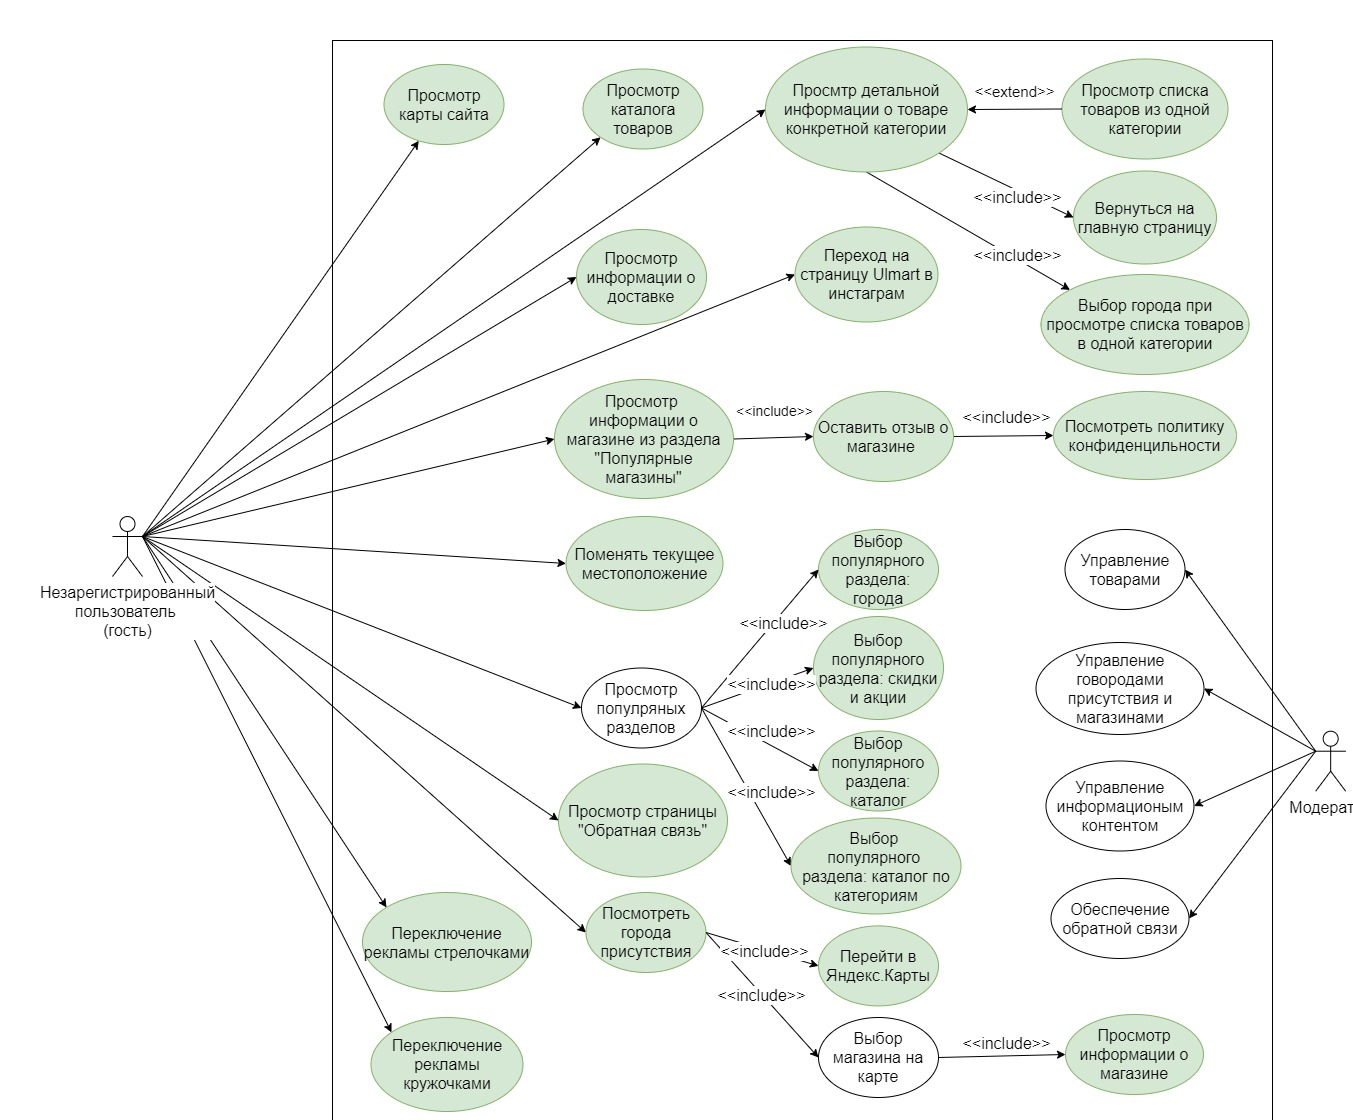 Просмотр
карты сайта
Просмотр
каталога
товаров
Просмтр детальной
информации о товаре
конкретной категории
<<extend>>
Просмотр списка
товаров из одной
категории
<<include>>
Вернуться на
главную страницу
<<include>>
Выбор города при
просмотре списка товаров
в одной категории
Просмотр
информации о
доставке
Переход на
страницу Ulmart в
инстаграм
Просмотр
информации о
магазине из раздела
"Популярные
магазины"
<<include>>
Оставить отзыв о
магазине
<<include>>
Посмотреть политику
конфиденцильности
Незарегистрированный
пользователь
(гость)
Поменять текущее
местоположение
Выбор
популярного
раздела:
города
<<include>>
Выбор
популярного
раздела: скидки
и акции
<<include>>
Просмотр
популряных
разделов
<<include>>
Выбор
популярного
раздела:
каталог
<<include>>
Выбор
популярного
раздела: каталог по
категориям
Управление
товарами
Управление
говородами
присутствия и
магазинами
Управление
информационым
контентом
Обеспечение
обратной связи
Модерат
Просмотр страницы
"Обратная связь"
Переключение
рекламы стрелочками
Посмотреть
города
присутствия
<<include>>
Перейти в
Яндекс.Карты
<<include>>
Выбор
магазина на
карте
<<include>>
Просмотр
информации о
магазине
Переключение
рекламы
кружочками